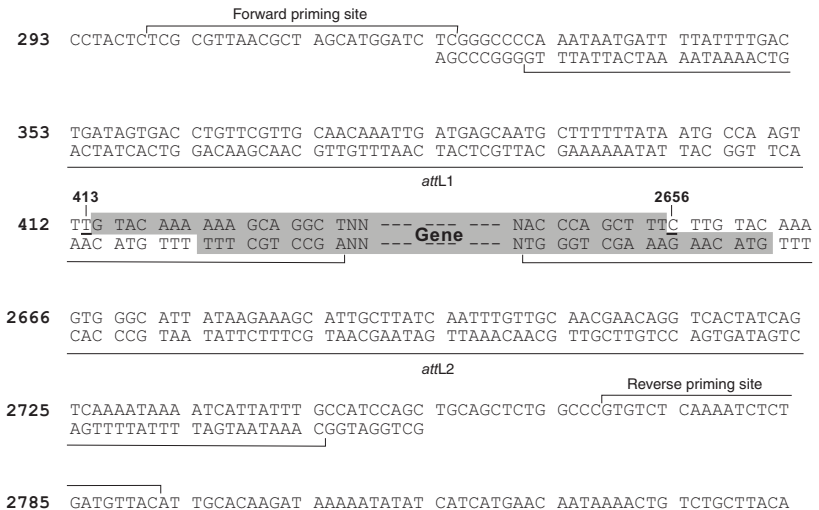 Forward priming site
293 CCTACTCTCG CGTTAACGCT AGCATGGATC TCGGGCCCCA AATAATGATT TTATTTTGAC
AGCCCGGGGT TTATTACTAA AATAAAACTG
353 TGATAGTGAC CTGTTCGTTG CAACAAATTG ATGAGCAATG CTTTTTTATA ATG CCA AGT
ACTATCACTG GACAAGCAAC GTTGTTTAAC TACTCGTTAC GAAAAAATAT TAC GGT TCA
attL1
413 2656
412 TTG TAC AAA AAA GCA GGC TNN --- --- --- NAC CCA GCT TTC TTG TAC AAA
AAC ATG TTT TTT CGT CCG ANN --- --- --- NTG GGT CGA AAG AAC ATG TTT
Gene
2666 GTG GGC ATT ATAAGAAAGC ATTGCTTATC AATTTGTTGC AACGAACAGG TCACTATCAG
CAC CCG TAA TATTCTTTCG TAACGAATAG TTAAACAACG TTGCTTGTCC AGTGATAGTC
attL2
Reverse priming site
2725 TCAAAATAAA ATCATTATTT GCCATCCAGC TGCAGCTCTG GCCCGTGTCT CAAAATCTCT
AGTTTTATTT TAGTAATAAA CGGTAGGTCG
2785 GATGTTACAT TGCACAAGAT AAAAATATAT CATCATGAAC AATAAAACTG TCTGCTTACA